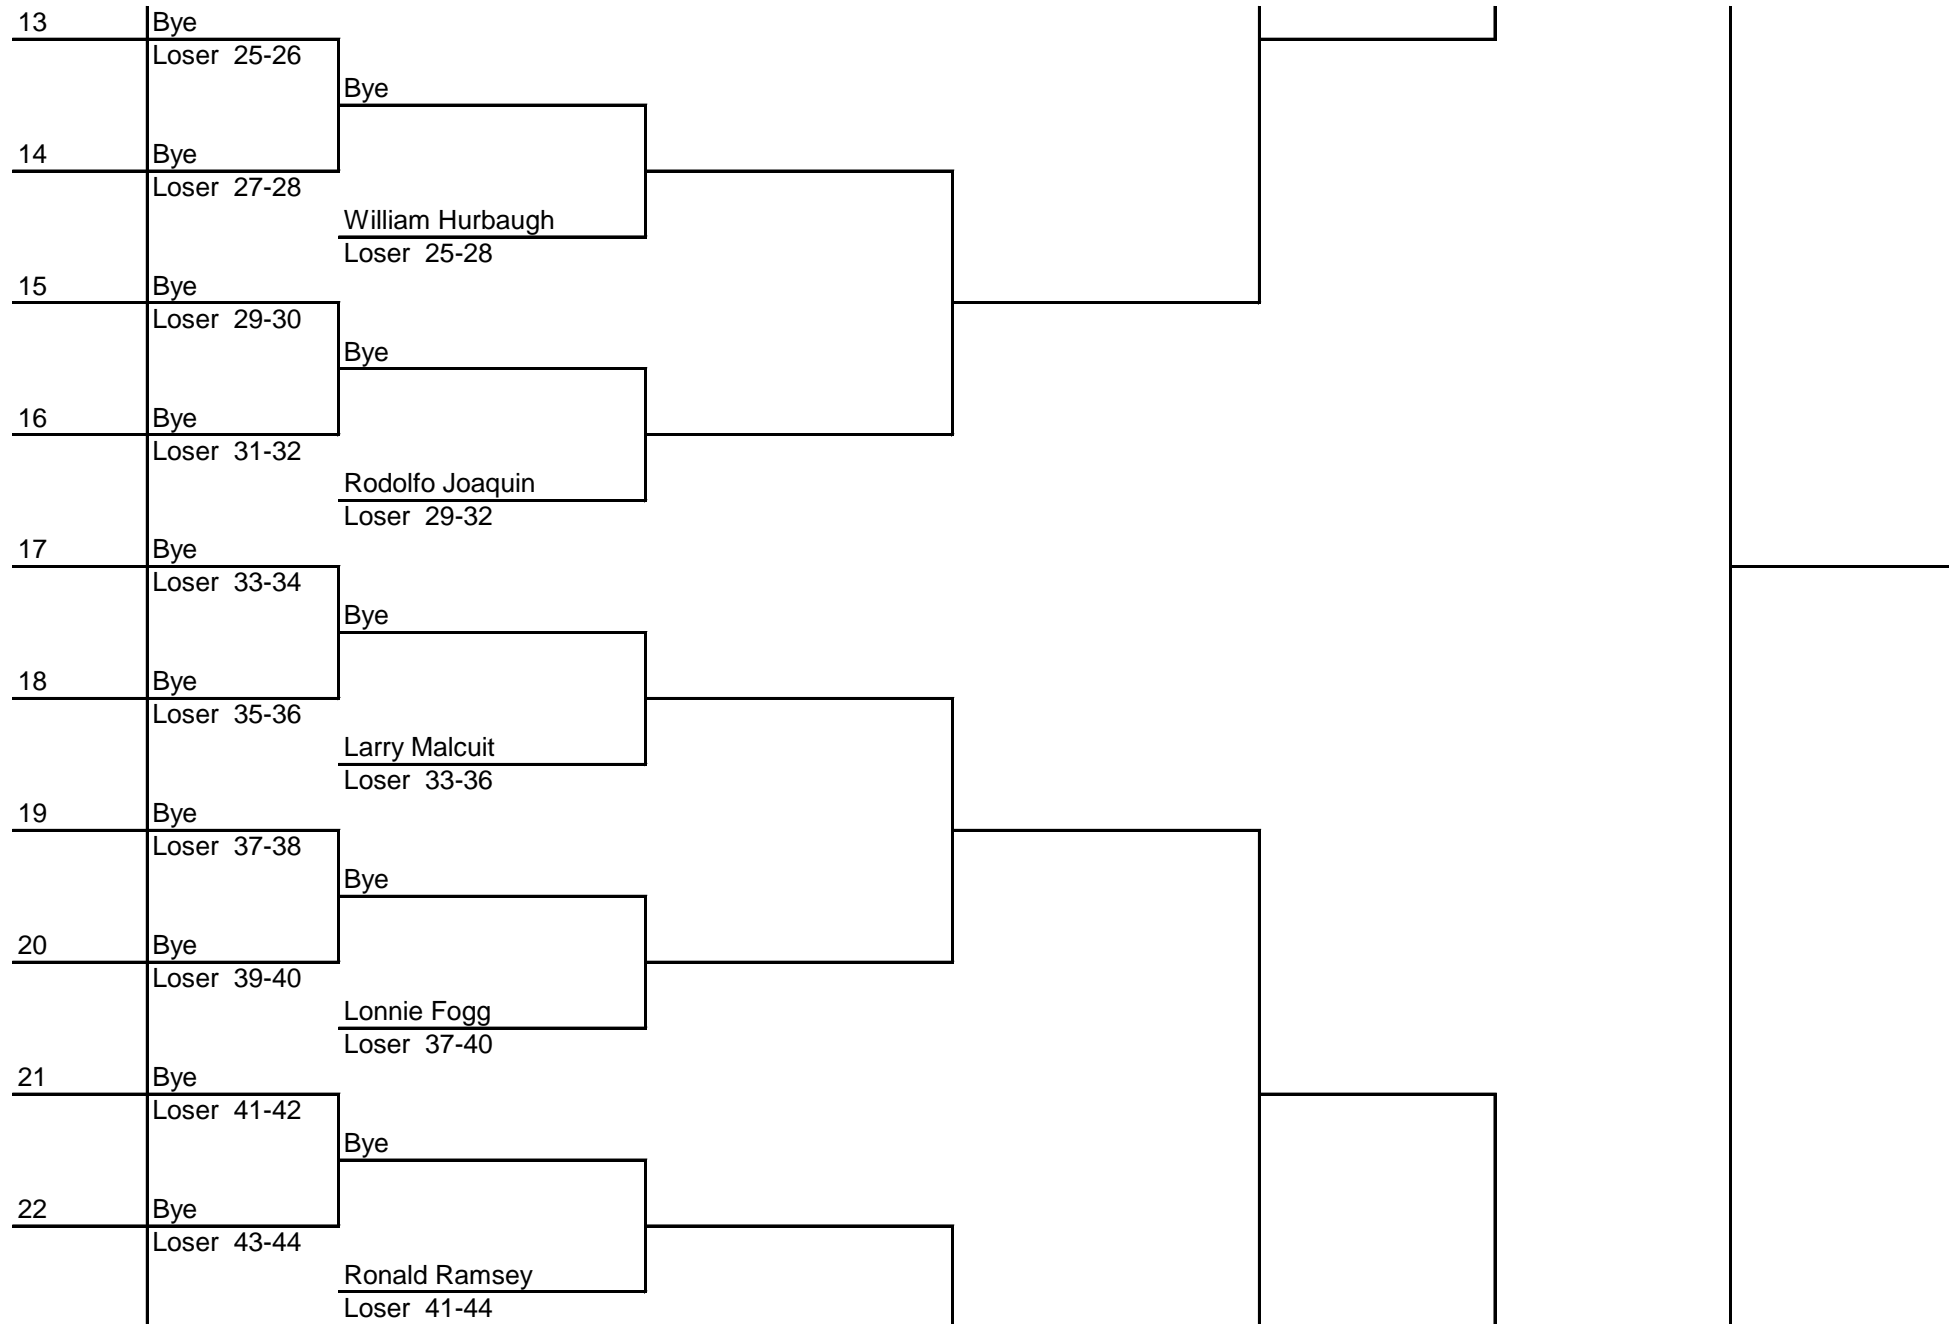 13 Bye
Loser 25-26
Bye
14 Bye
Loser 27-28
William Hurbaugh
Loser 25-28
15 Bye
Loser 29-30
Bye
16 Bye
Loser 31-32
Rodolfo Joaquin
Loser 29-32
17 Bye
Loser 33-34
Bye
18 Bye
Loser 35-36
Larry Malcuit
Loser 33-36
19 Bye
Loser 37-38
Bye
20 Bye
Loser 39-40
Lonnie Fogg
Loser 37-40
21 Bye
Loser 41-42
Bye
22 Bye
Loser 43-44
Ronald Ramsey
Loser 41-44